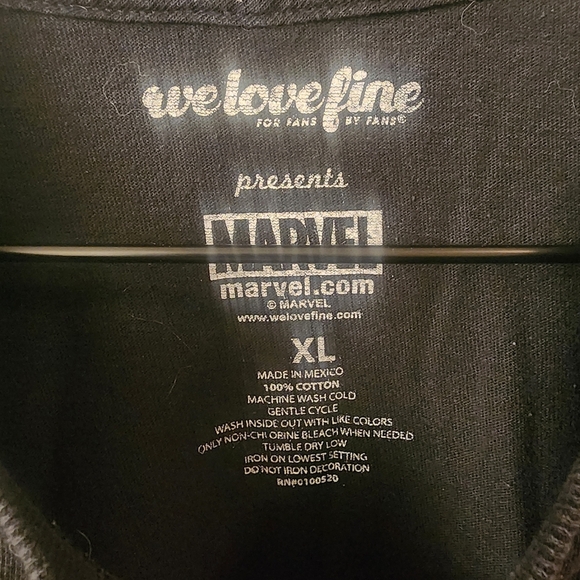 welovefine
FOR FANS BY FANS®
presents
MARVEL
marvel.com
© MARVEL
www.welovefine.com
XL
MADE IN MEXICO
100% COTTON
MACHINE WASH COLD
GENTLE CYCLE
WASH INSIDE OUT WITH LIKE COLORS
ONLY NON-CHLORINE BLEACH WHEN NEEDED
TUMBLE DRY LOW
IRON ON LOWEST SETTING
DO NOT IRON DECORATION
RN#0100520